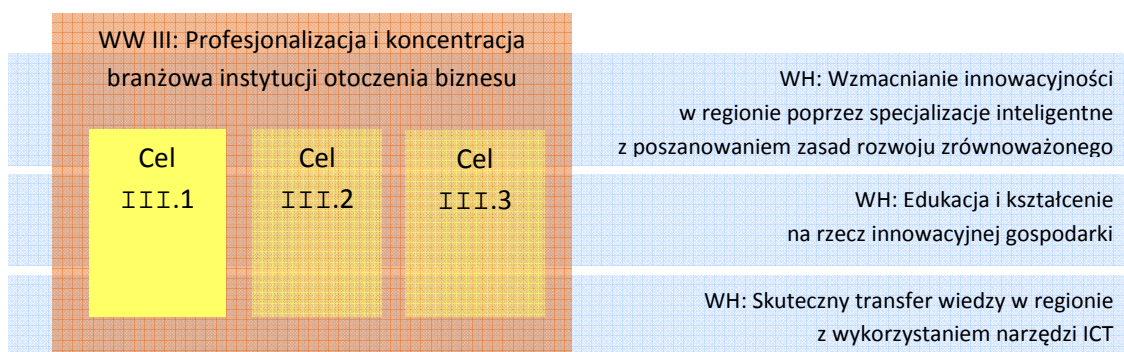 WW III: Profesjonalizacja i koncentracja
branżowa instytucji otoczenia biznesu
Cel
III.1
Cel
III.2
Cel
III.3
WH: Wzmacnianie innowacyjności
w regionie poprzez specjalizacje inteligentne
z poszanowaniem zasad rozwoju zrównoważonego
WH: Edukacja i kształcenie
na rzecz innowacyjnej gospodarki
WH: Skuteczny transfer wiedzy w regionie
z wykorzystaniem narzędzi ICT